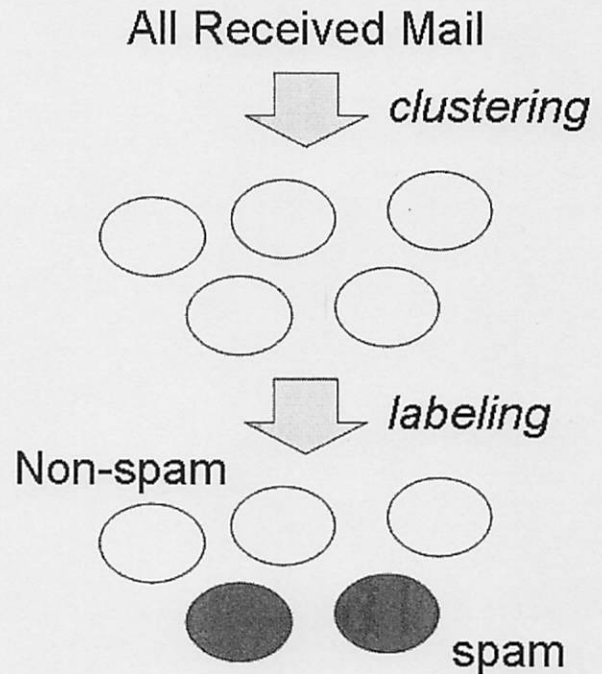 All Received Mail
clustering
labeling
Non-spam
spam